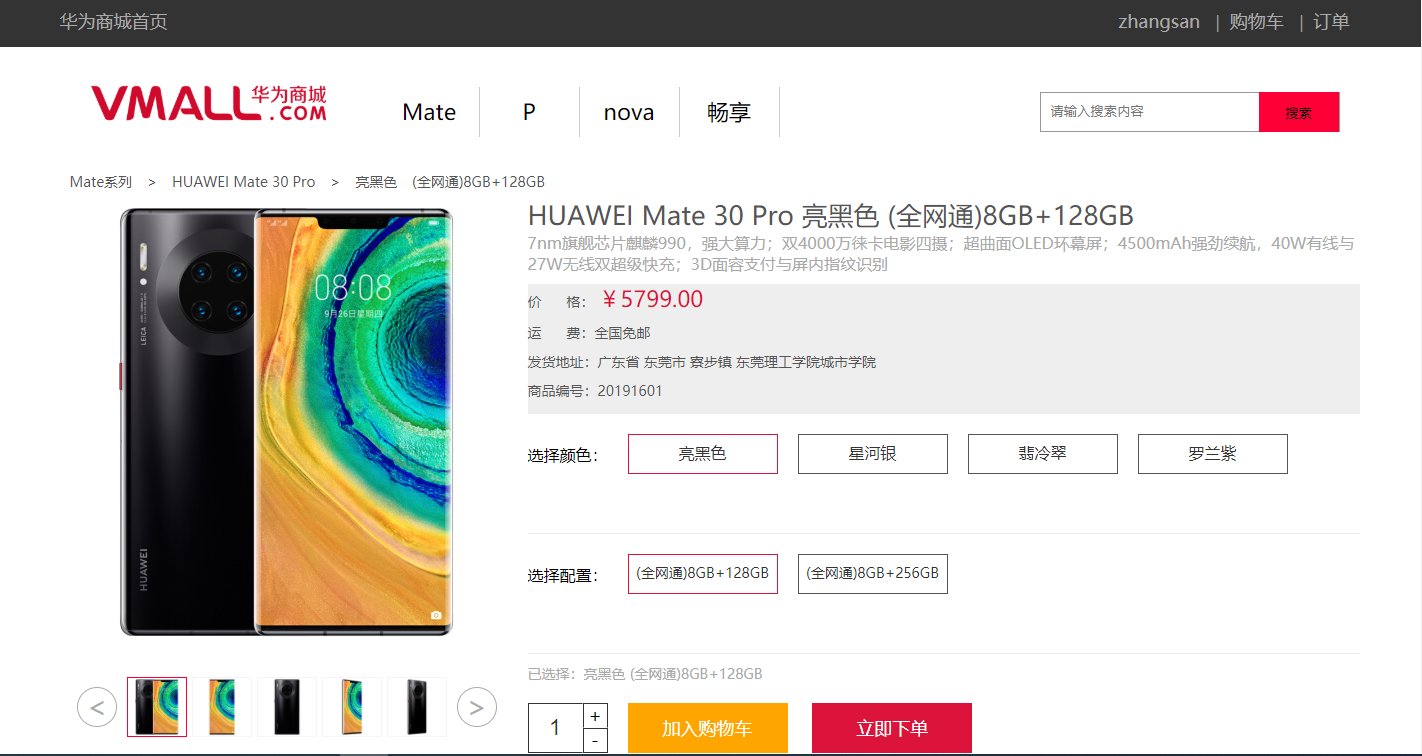 华为商城首页
zhangsan | 购物车 | 订单
VMALL华为商城.COM
Mate P nova 畅享
请输入搜索内容 搜索
Mate系列 > HUAWEI Mate 30 Pro > 亮黑色 (全网通)8GB+128GB
HUAWEI Mate 30 Pro 亮黑色 (全网通)8GB+128GB
7nm旗舰芯片麒麟990，强大算力；双4000万徕卡电影四摄；超曲面OLED环幕屏；4500mAh强劲续航，40W有线与
27W无线双超级快充；3D面容支付与屏内指纹识别
价 格：￥5799.00
运 费：全国免邮
发货地址：广东省 东莞市 寮步镇 东莞理工学院城市学院
商品编号：20191601
08:08
9月26日星期四
LEICA
HUAWEI
选择颜色： 亮黑色 星河银 翡冷翠 罗兰紫
选择配置： (全网通)8GB+128GB (全网通)8GB+256GB
已选择：亮黑色 (全网通)8GB+128GB
< >
1 + - 加入购物车 立即下单